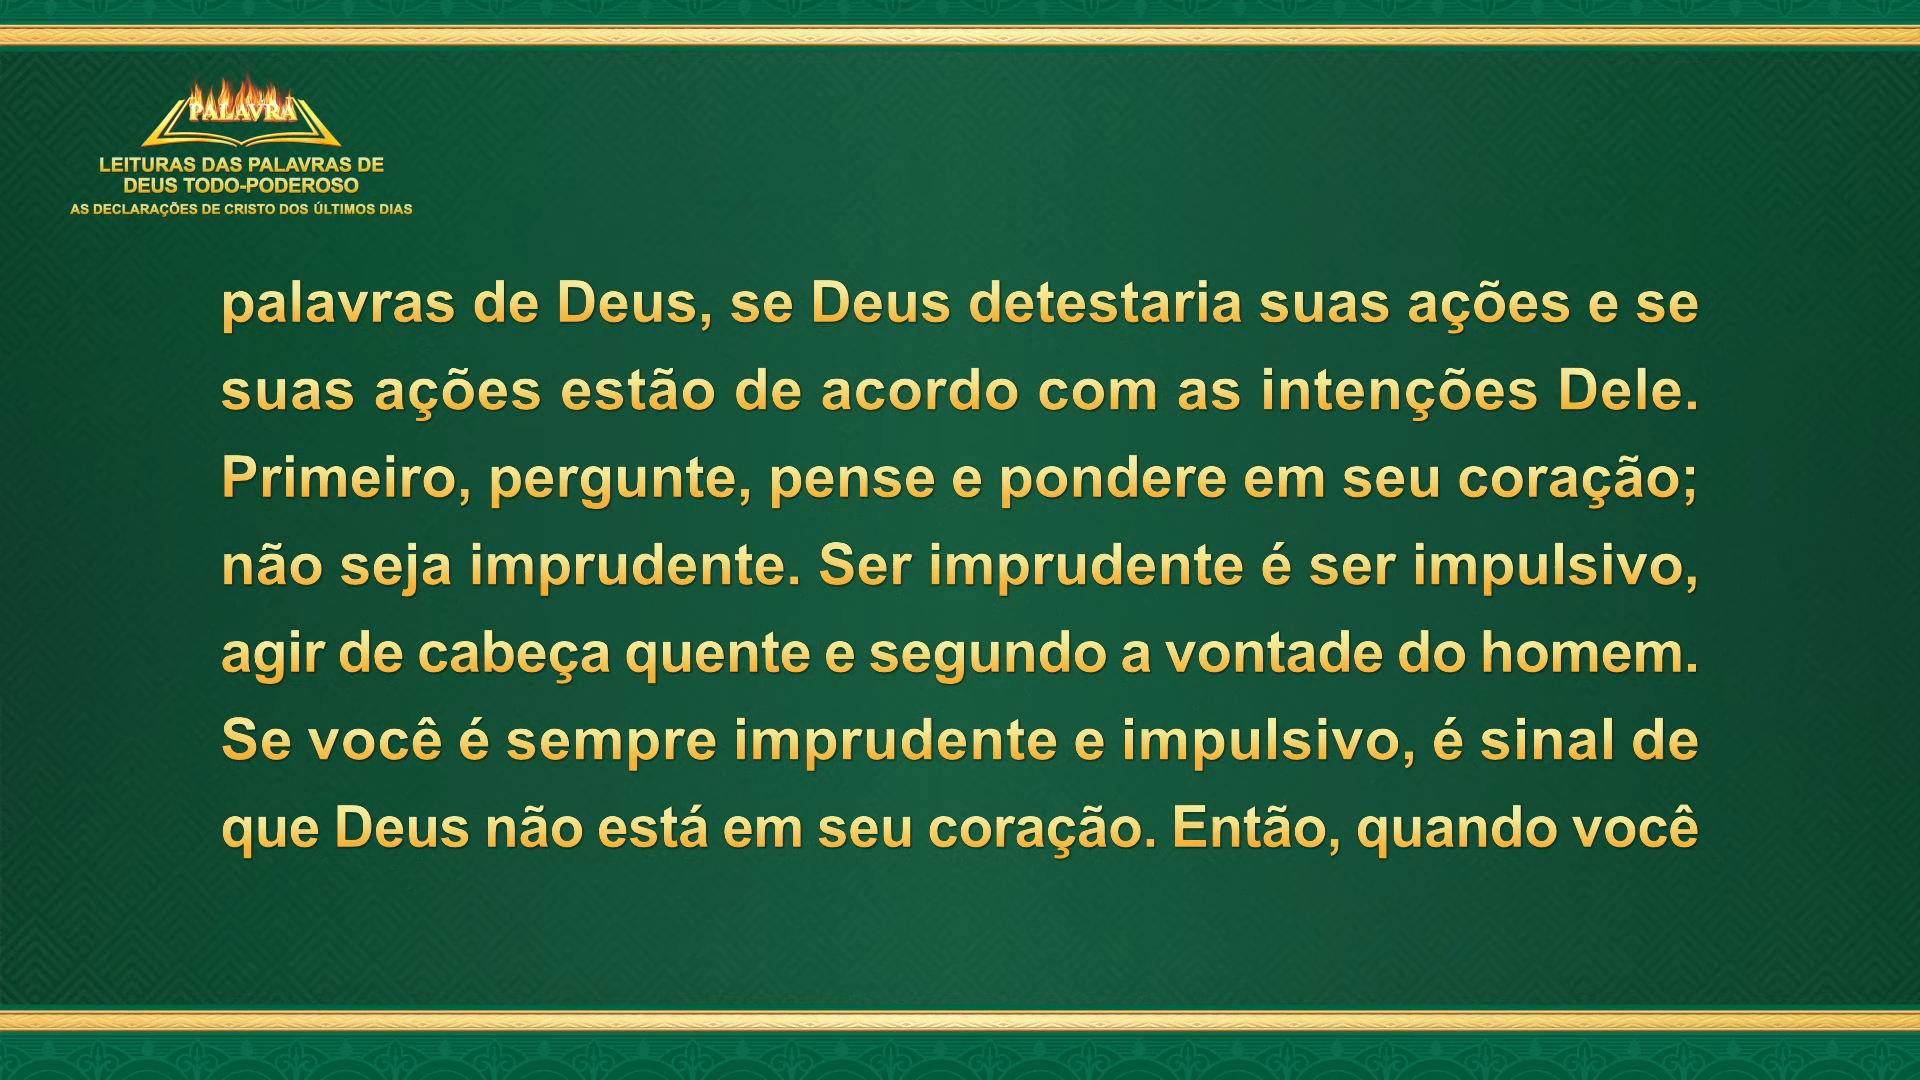 PALAVRA
LEITURAS DAS PALAVRAS DE
DEUS TODO-PODEROSO
AS DECLARAÇÕES DE CRISTO DOS ÚLTIMOS DIAS
palavras de Deus, se Deus detestaria suas ações e se
suas ações estão de acordo com as intenções Dele.
Primeiro, pergunte, pense e pondere em seu coração;
não seja imprudente. Ser imprudente é ser impulsivo,
agir de cabeça quente e segundo a vontade do homem.
Se você é sempre imprudente e impulsivo, é sinal de
que Deus não está em seu coração. Então, quando você